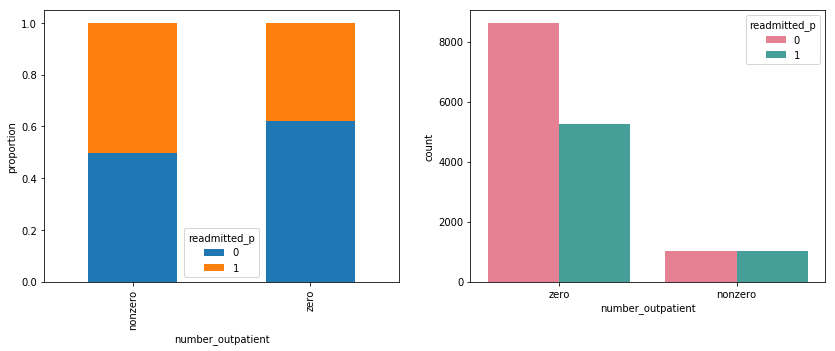 1.0
0.8
0.6
0.4
0.2
0.0
proportion
readmitted_p
0
1
nonzero
zero
number_outpatient
8000
6000
4000
2000
0
count
readmitted_p
0
1
zero
nonzero
number_outpatient